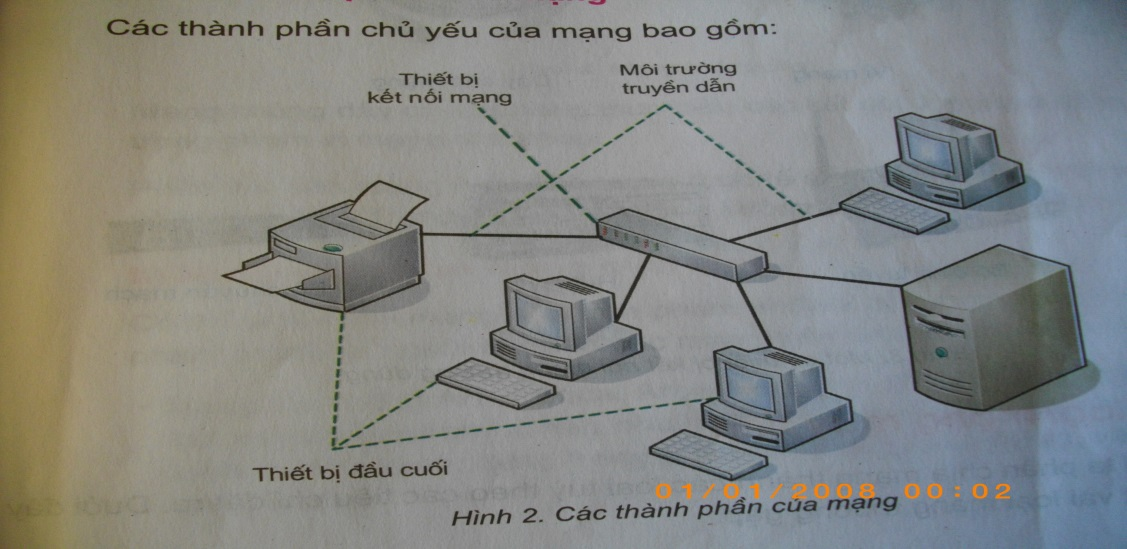 Các thành phần chủ yếu của mạng bao gồm:
Thiết bị
kết nối mạng
Môi trường
truyền dẫn
Thiết bị đầu cuối
01/01/2008 00:02
Hình 2. Các thành phần của mạng